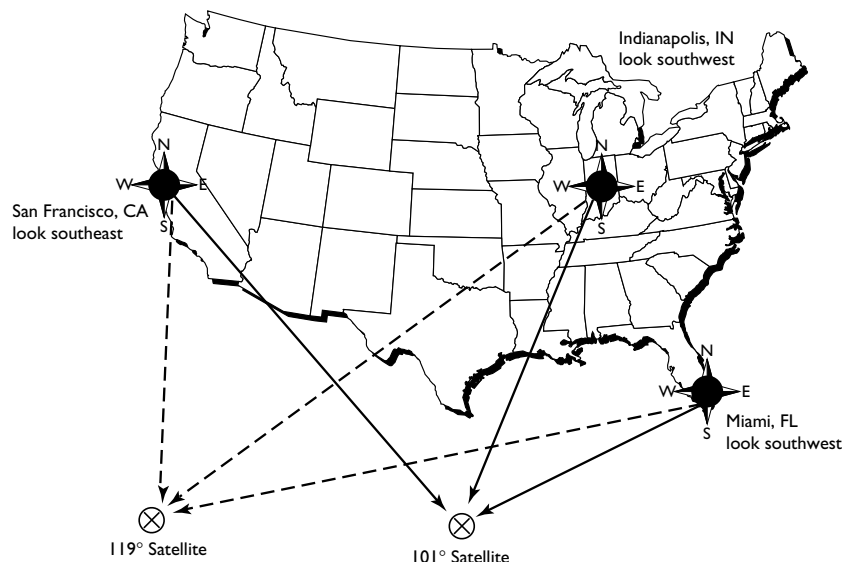 Indianapolis, IN
look southwest
N
W E
S
San Francisco, CA
look southeast
N
W E
S
N
W E
S
Miami, FL
look southwest
119° Satellite
101° Satellite